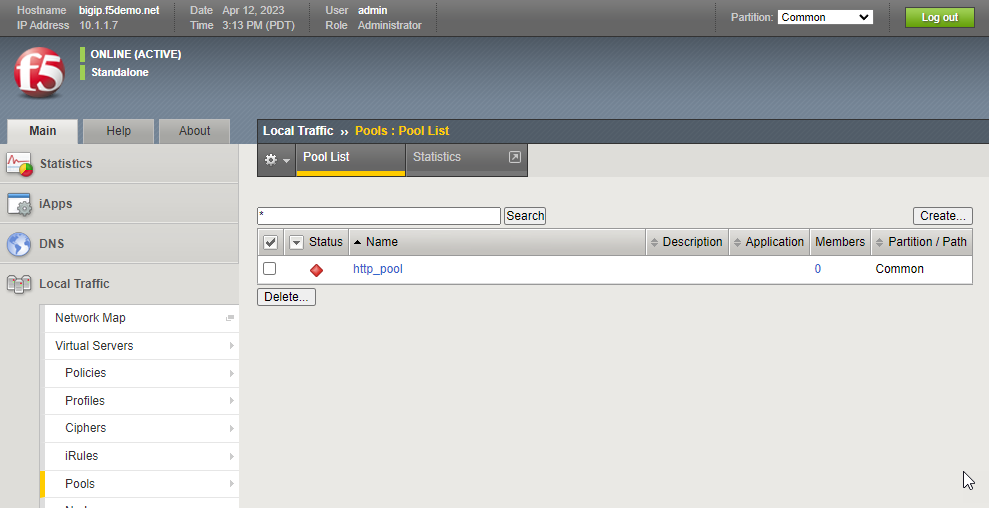 Hostname bigip.f5demo.net Date Apr 12, 2023 User admin
IP Address 10.1.1.7 Time 3:13 PM (PDT) Role Administrator
Partition: Common Log out
f5
ONLINE (ACTIVE)
Standalone
Main Help About
Local Traffic ›› Pools : Pool List
Pool List Statistics
Statistics
iApps
DNS
Local Traffic
Network Map
Virtual Servers
Policies
Profiles
Ciphers
iRules
Pools
* Search Create...
Status Name Description Application Members Partition / Path
http_pool 0 Common
Delete...